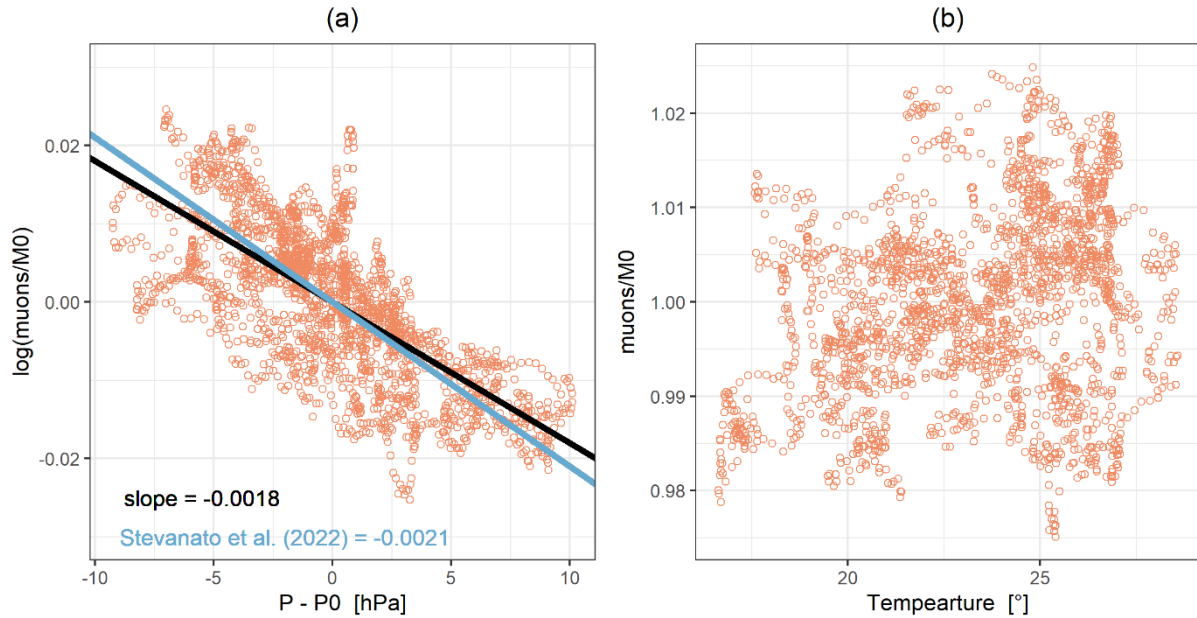 (a)
log(muons/M0)
0.02
0.00
-0.02
slope = -0.0018
Stevanato et al. (2022) = -0.0021
-10 -5 0 5 10
P - P0 [hPa]
(b)
muons/M0
1.02
1.01
1.00
0.99
0.98
20 25
Tempearture [°]